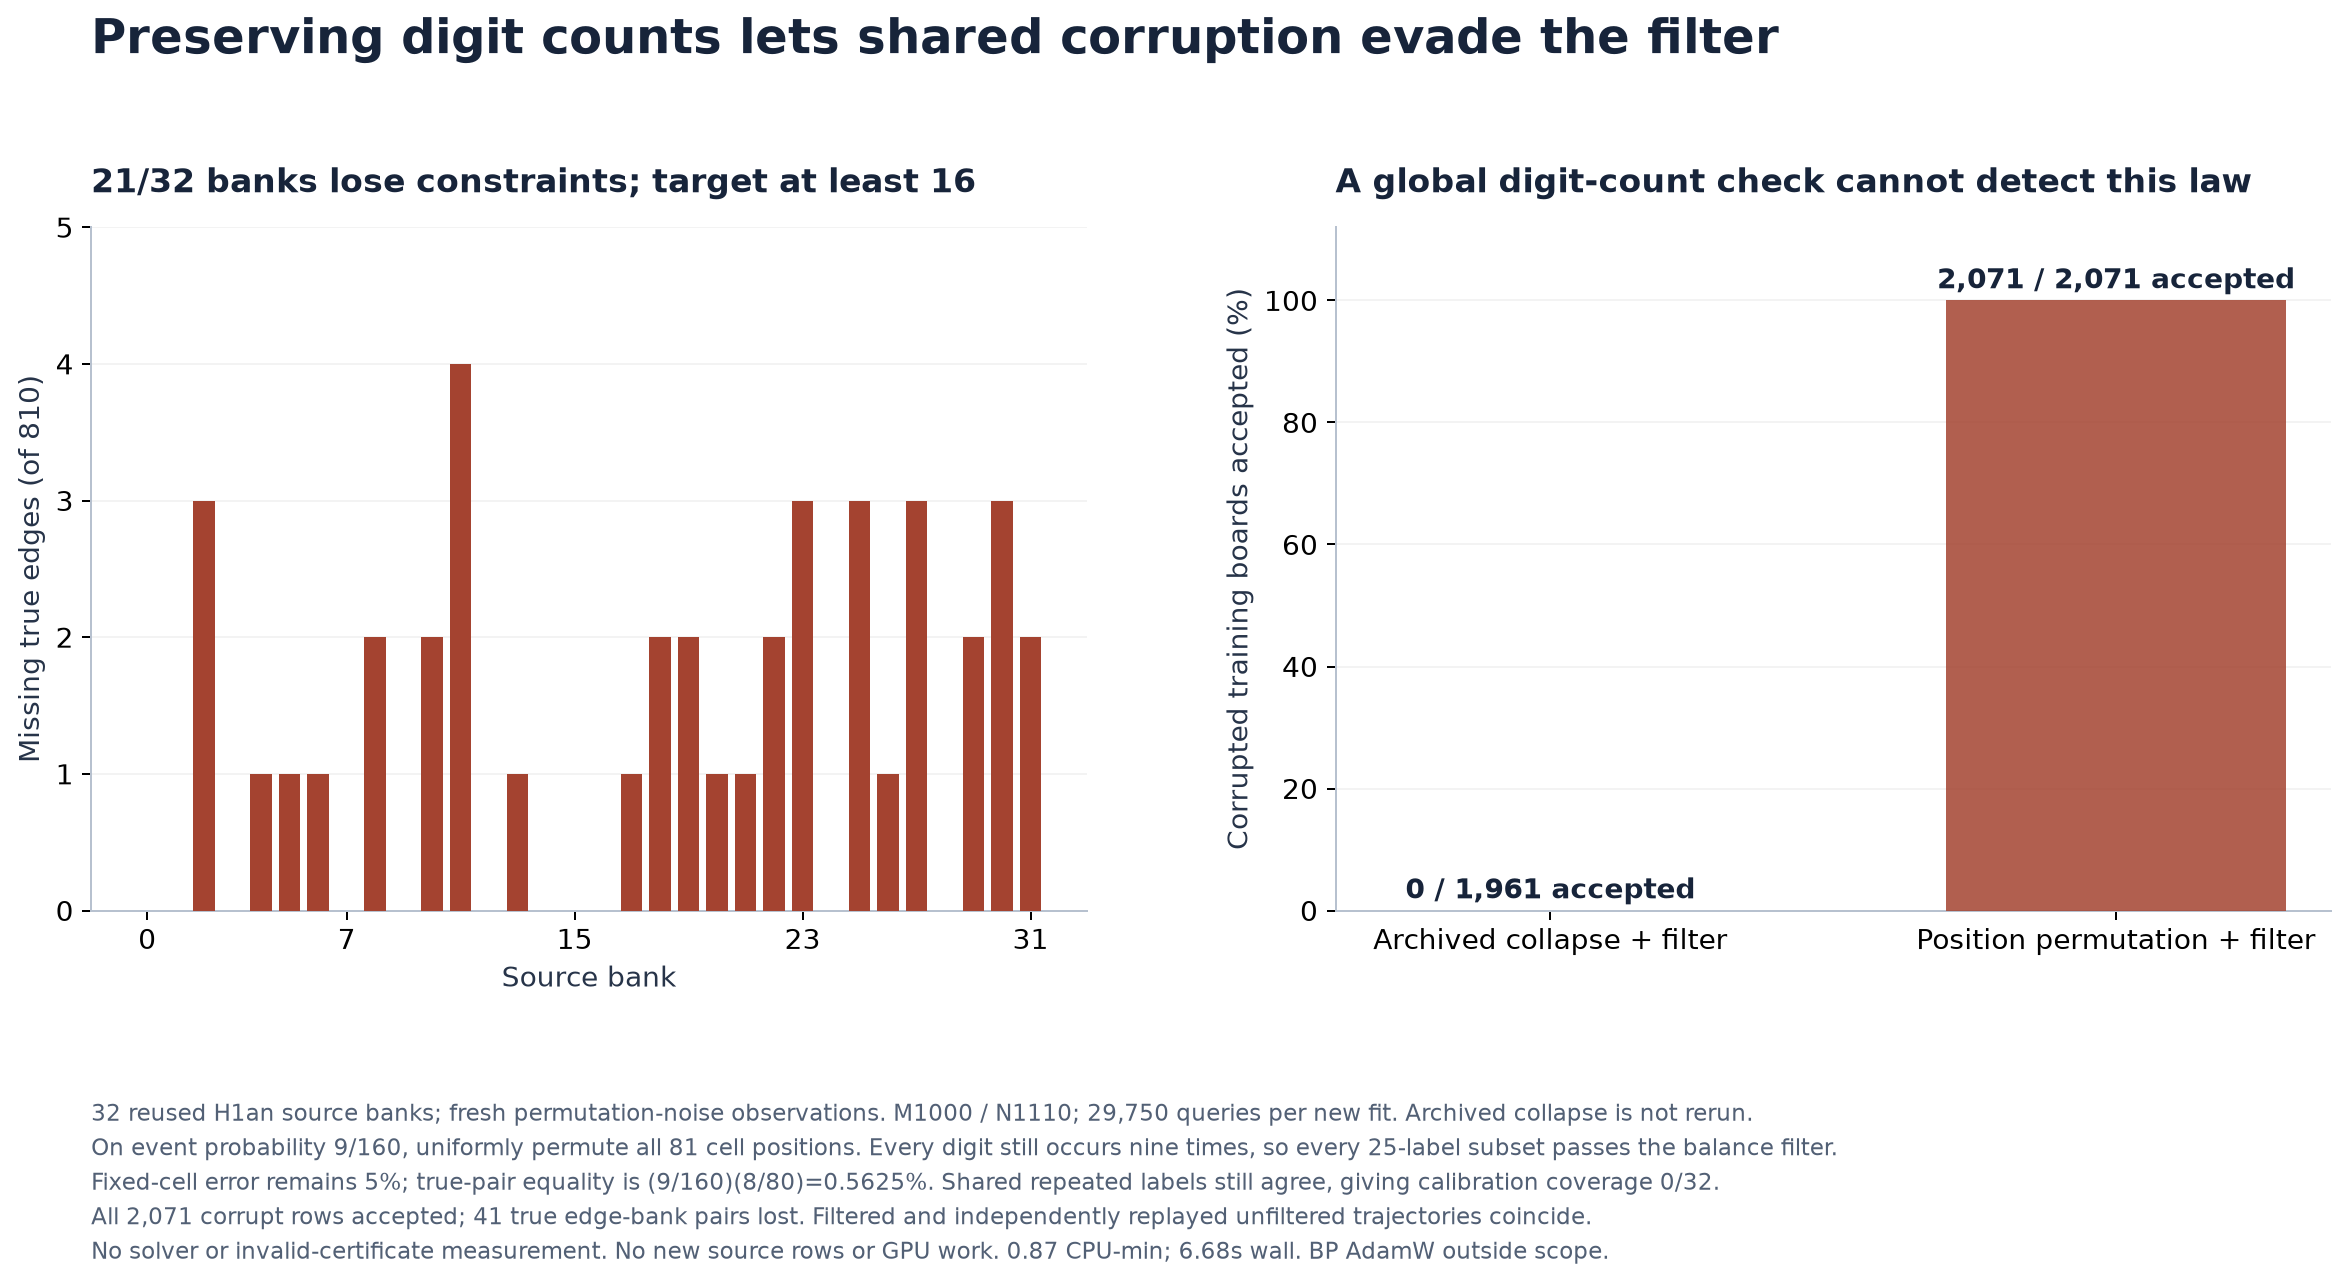 Preserving digit counts lets shared corruption evade the filter
21/32 banks lose constraints; target at least 16
Missing true edges (of 810)
5
4
3
2
1
0
0 7 15 23 31
Source bank
A global digit-count check cannot detect this law
Corrupted training boards accepted (%)
100
80
60
40
20
0
2,071 / 2,071 accepted
0 / 1,961 accepted
Archived collapse + filter Position permutation + filter
32 reused H1an source banks; fresh permutation-noise observations. M1000 / N1110; 29,750 queries per new fit. Archived collapse is not rerun.
On event probability 9/160, uniformly permute all 81 cell positions. Every digit still occurs nine times, so every 25-label subset passes the balance filter.
Fixed-cell error remains 5%; true-pair equality is (9/160)(8/80)=0.5625%. Shared repeated labels still agree, giving calibration coverage 0/32.
All 2,071 corrupt rows accepted; 41 true edge-bank pairs lost. Filtered and independently replayed unfiltered trajectories coincide.
No solver or invalid-certificate measurement. No new source rows or GPU work. 0.87 CPU-min; 6.68s wall. BP AdamW outside scope.